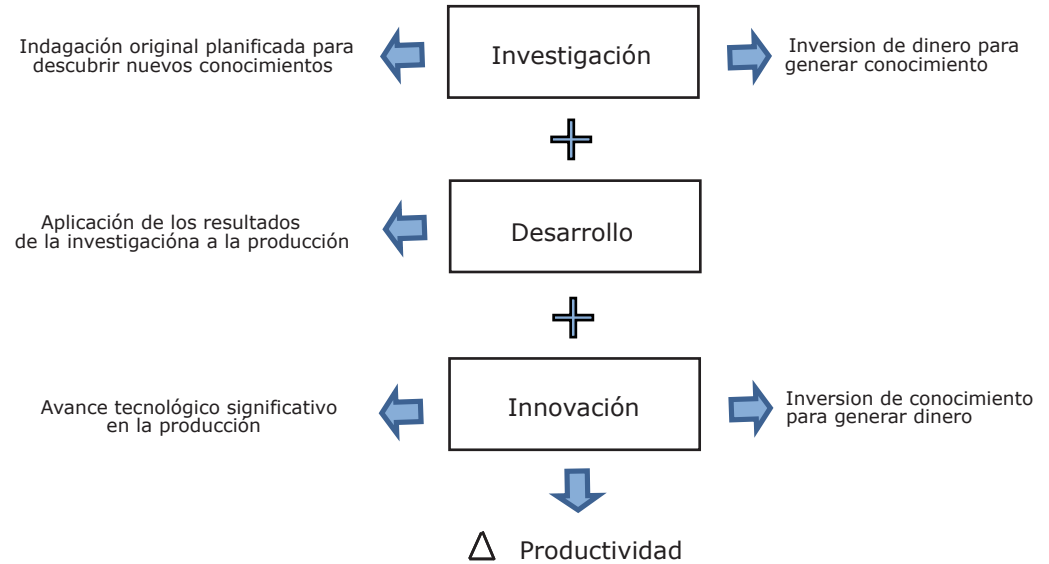 Indagación original planificada para
descubrir nuevos conocimientos
Investigación
Inversion de dinero para
generar conocimiento
Aplicación de los resultados
de la investigacióna a la producción
Desarrollo
Avance tecnológico significativo
en la producción
Innovación
Inversion de conocimiento
para generar dinero
Δ Productividad